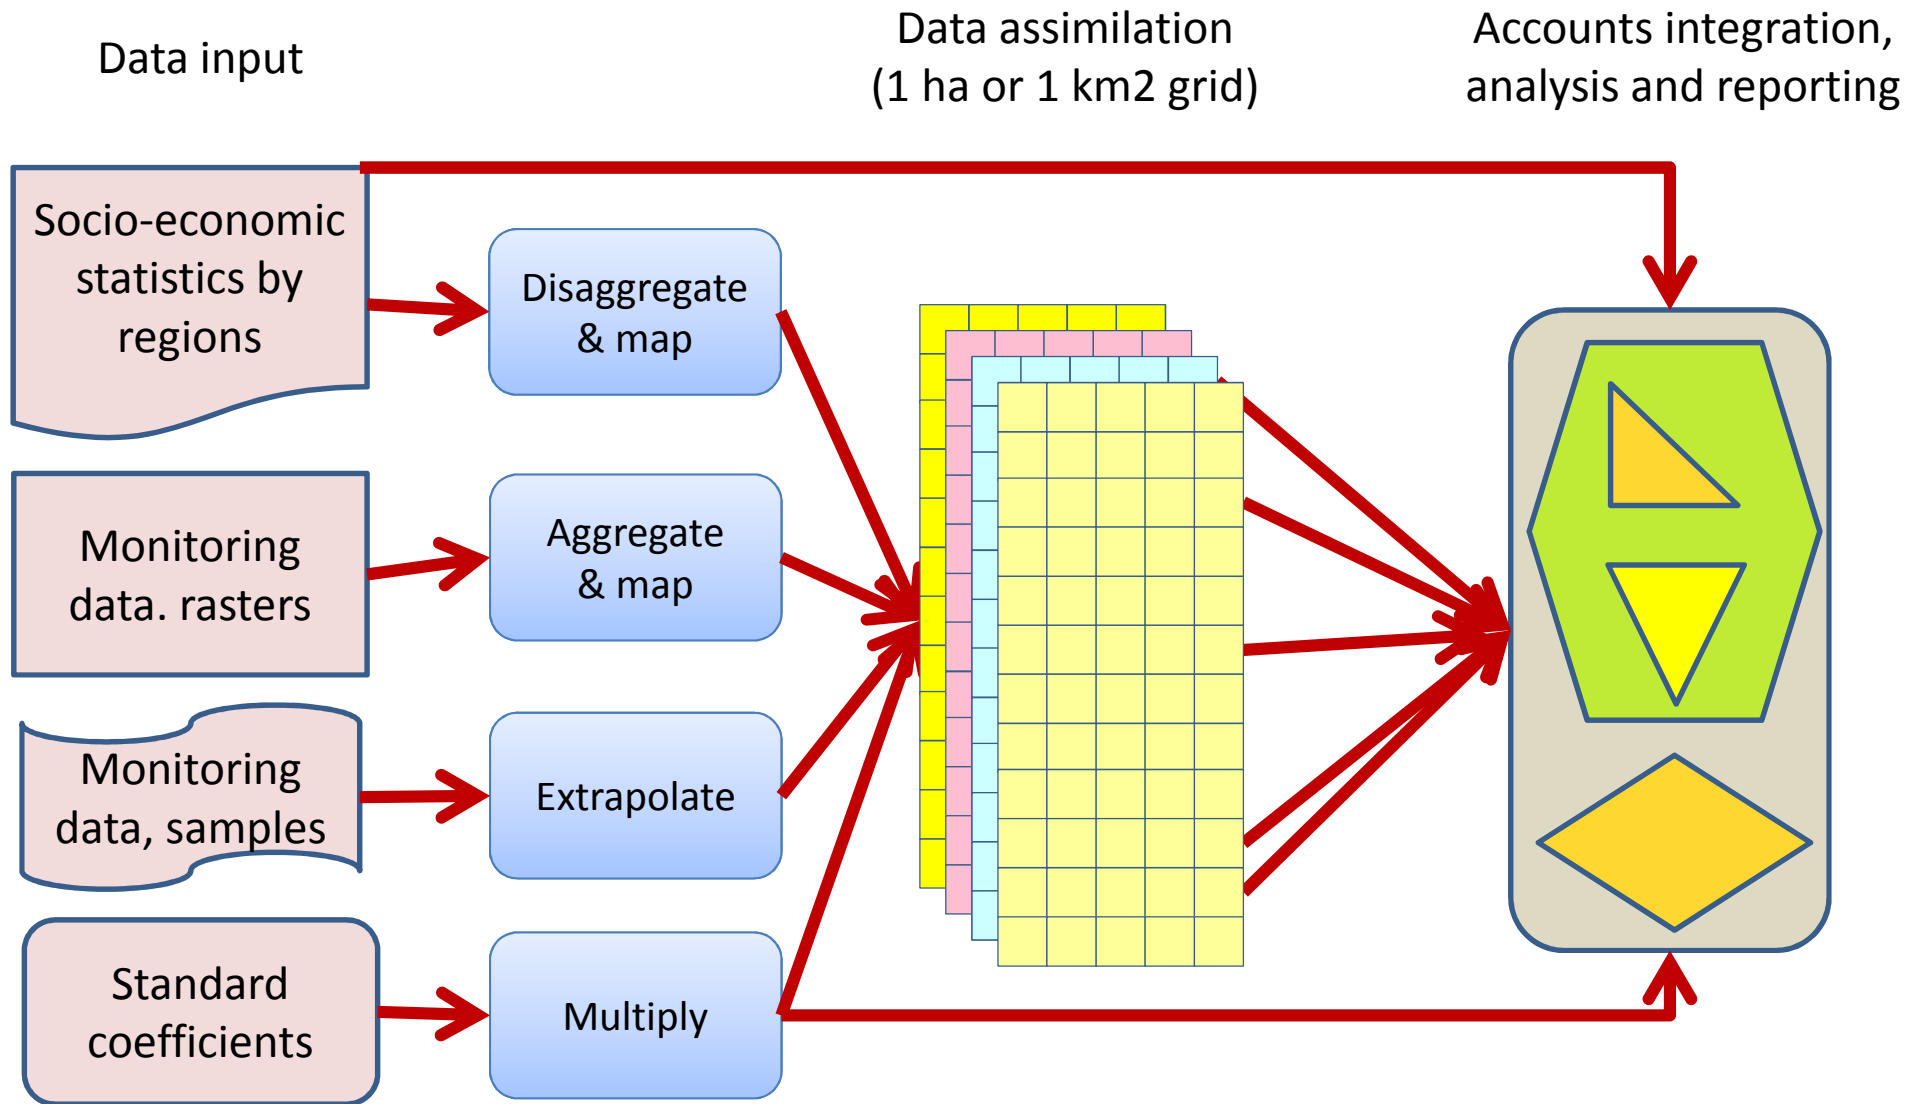 Data input
Data assimilation
(1 ha or 1 km2 grid)
Accounts integration,
analysis and reporting
Socio-economic
statistics by
regions
Disaggregate
& map
Monitoring
data. rasters
Aggregate
& map
Monitoring
data, samples
Extrapolate
Standard
coefficients
Multiply